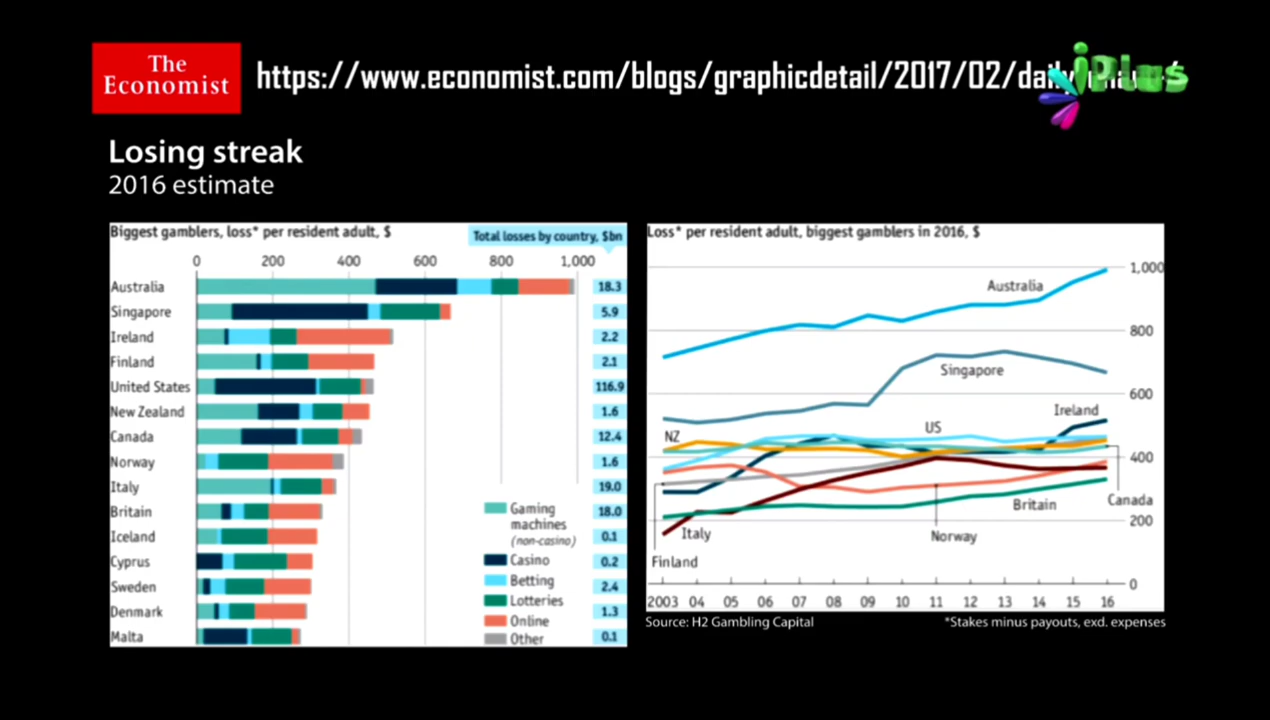 The
Economist
https://www.economist.com/blogs/graphicdetail/2017/02/daily
iPlus
Losing streak
2016 estimate
Biggest gamblers, loss* per resident adult, $
Total losses by country, $bn
0 200 400 600 800 1,000
Australia 18.3
Singapore 5.9
Ireland 2.2
Finland 2.1
United States 116.9
New Zealand 1.6
Canada 12.4
Norway 1.6
Italy 19.0
Britain 18.0
Iceland 0.1
Cyprus 0.2
Sweden 2.4
Denmark 1.3
Malta 0.1
Gaming
machines
(non-casino)
Casino
Betting
Lotteries
Online
Other
Loss* per resident adult, biggest gamblers in 2016, $
1,000
Australia
800
Singapore
600
Ireland
NZ
US
400
Canada
Britain
200
Italy
Norway
Finland
0
2003 04 05 06 07 08 09 10 11 12 13 14 15 16
Source: H2 Gambling Capital
*Stakes minus payouts, exd. expenses